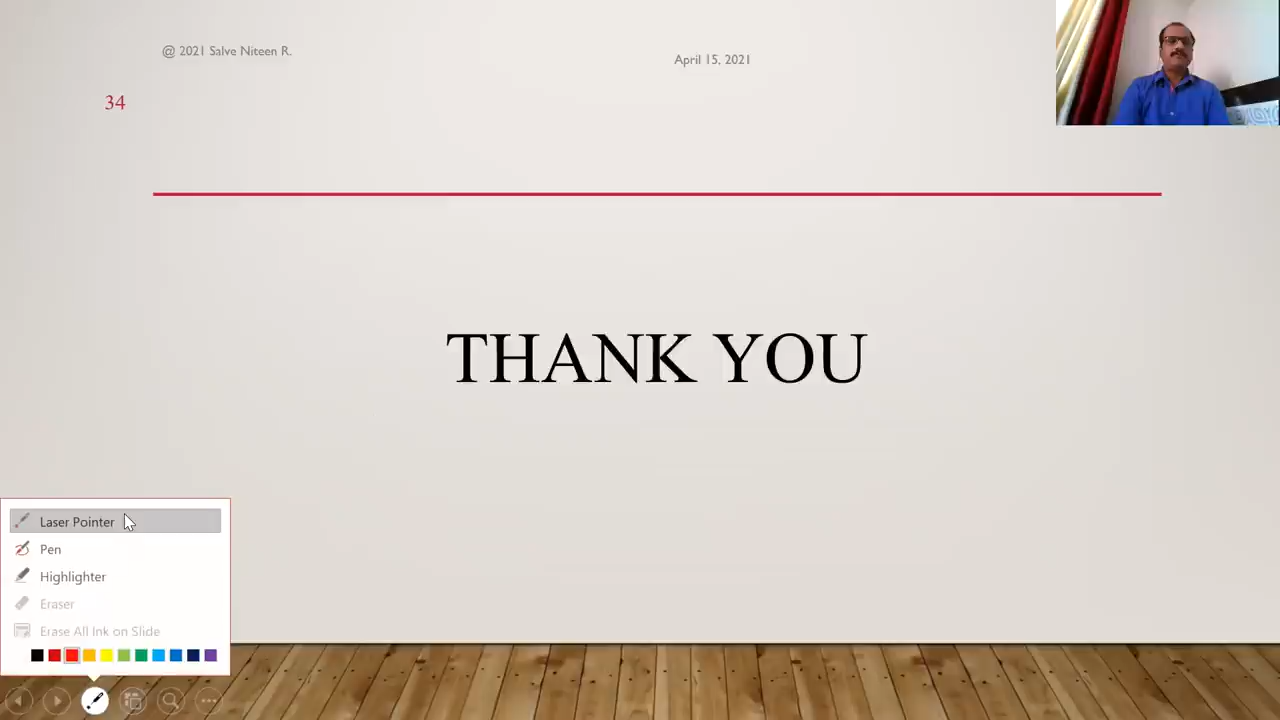 @ 2021 Salve Niteen R.
April 15, 2021
34
THANK YOU
Laser Pointer
Pen
Highlighter
Eraser
Erase All Ink on Slide